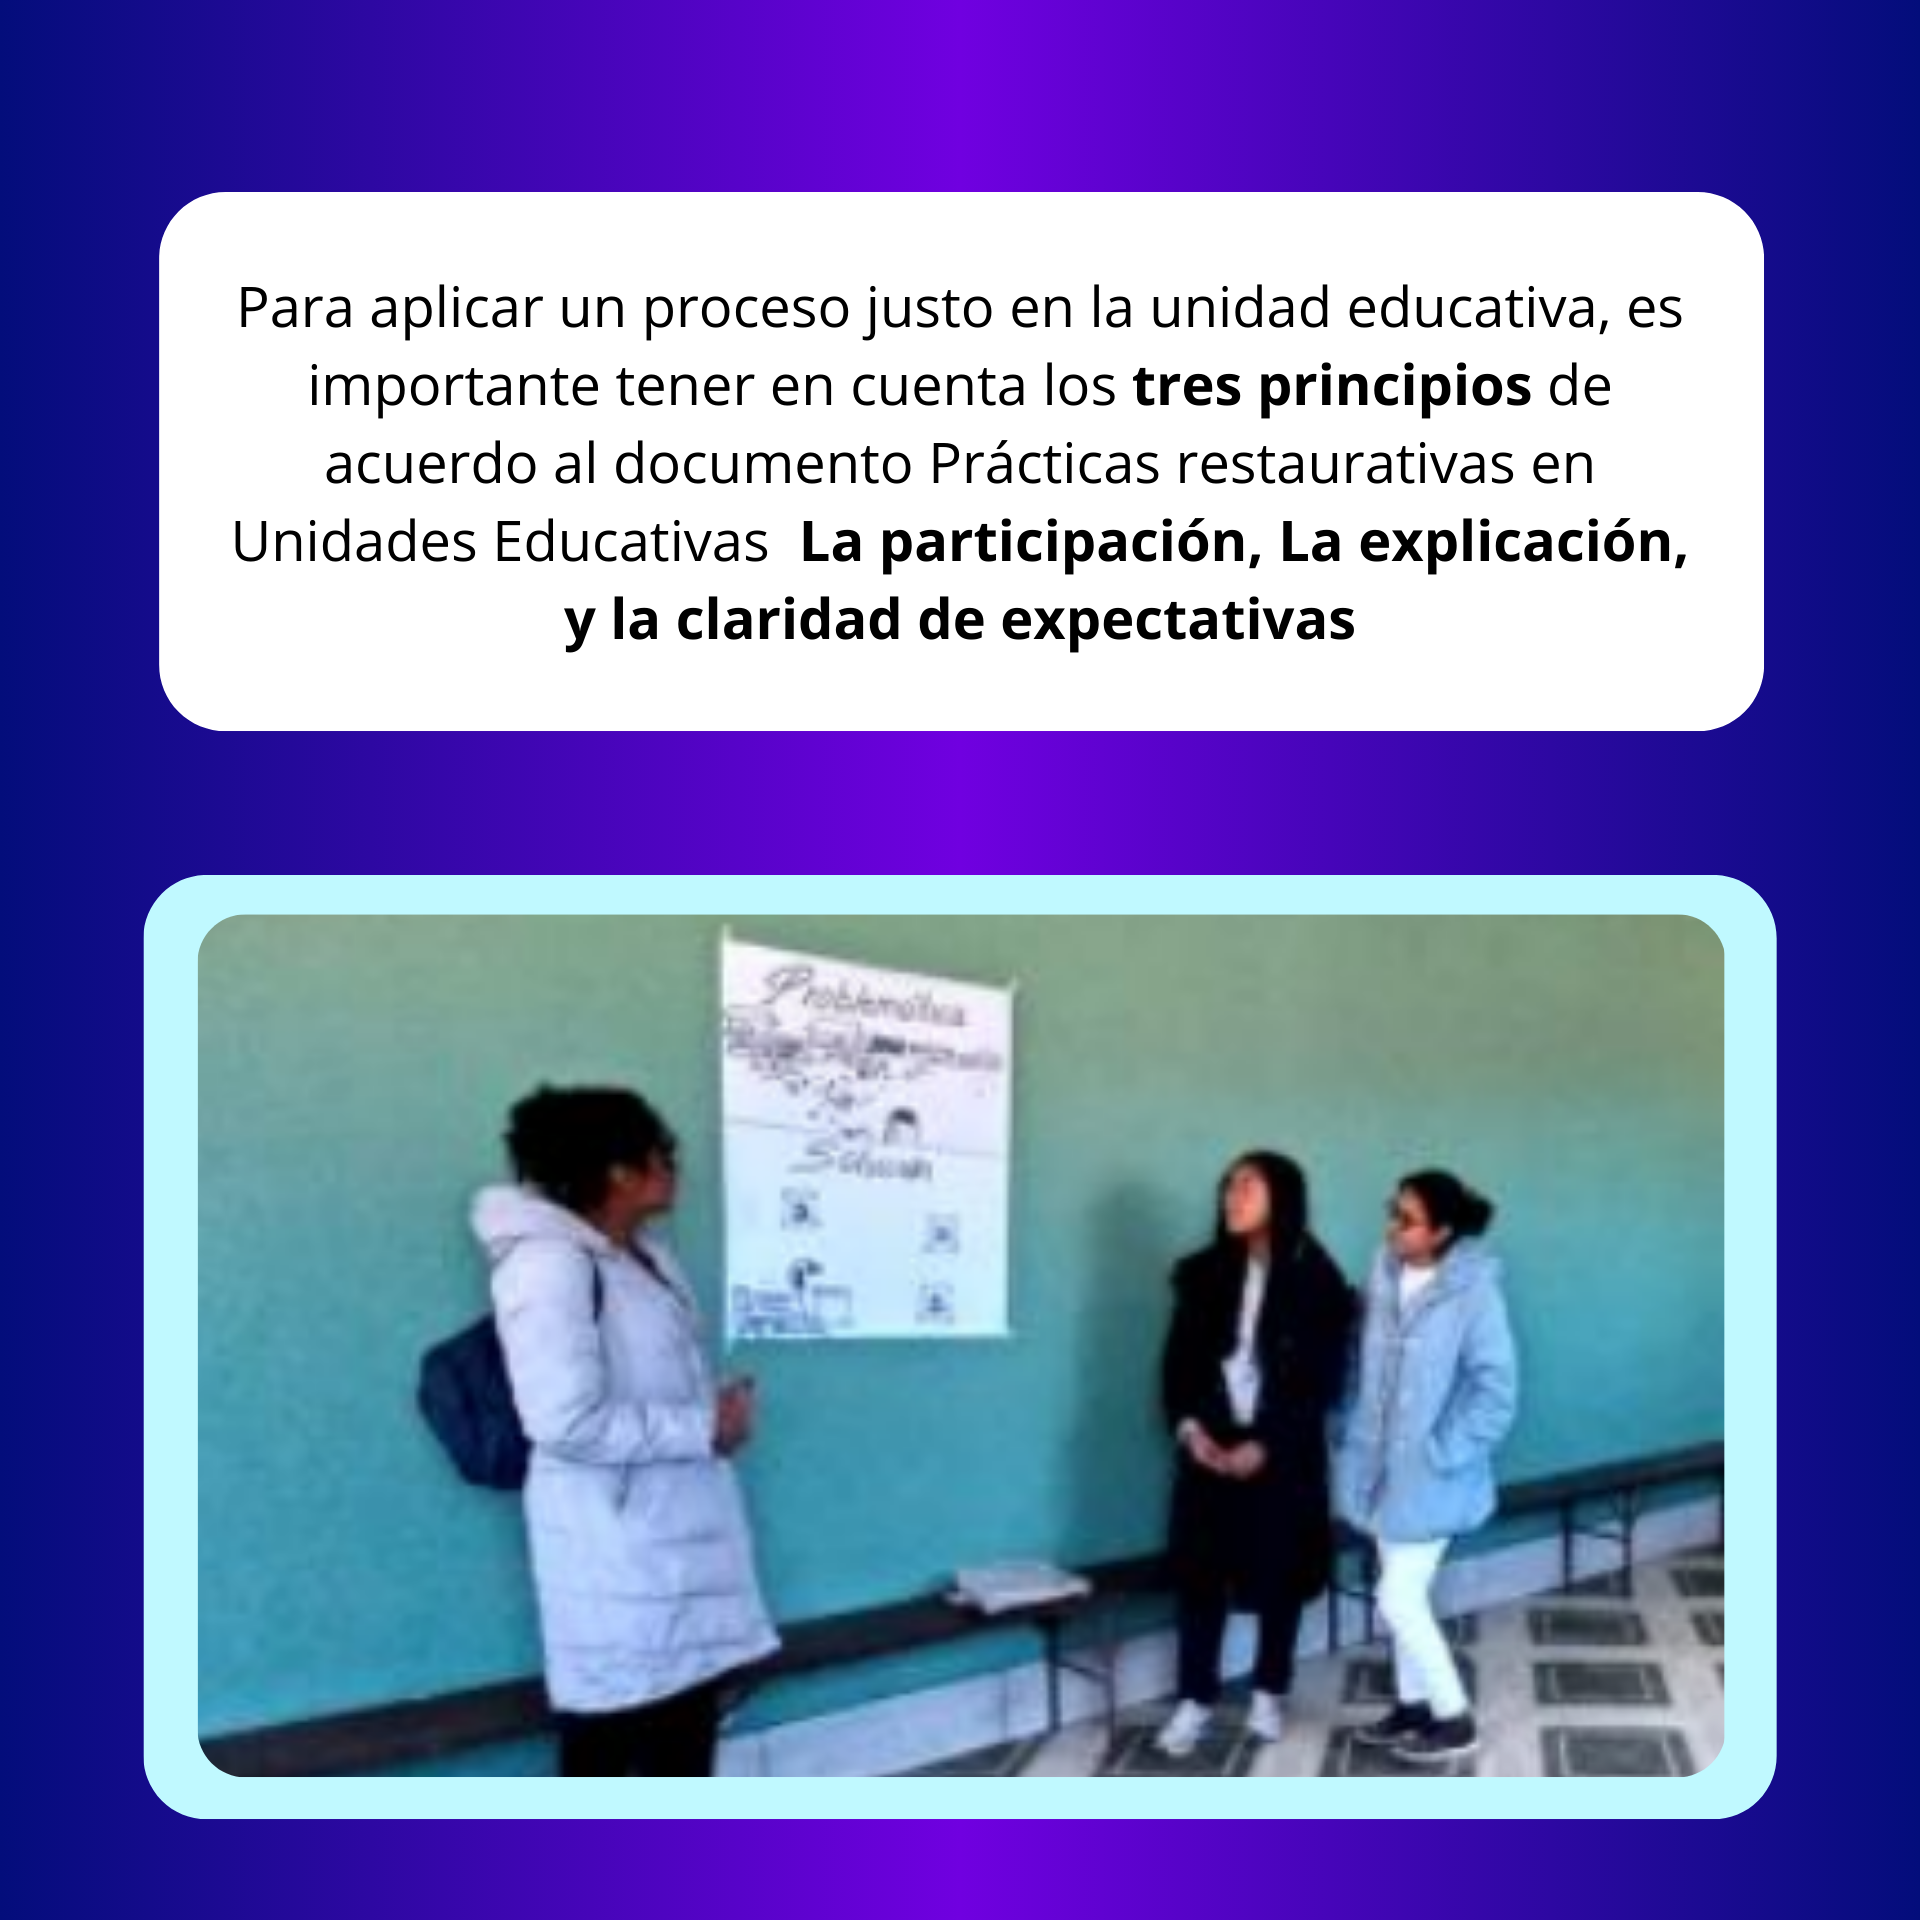 Para aplicar un proceso justo en la unidad educativa, es
importante tener en cuenta los tres principios de
acuerdo al documento Prácticas restaurativas en
Unidades Educativas  La participación, La explicación,
y la claridad de expectativas
Problemática
Solución